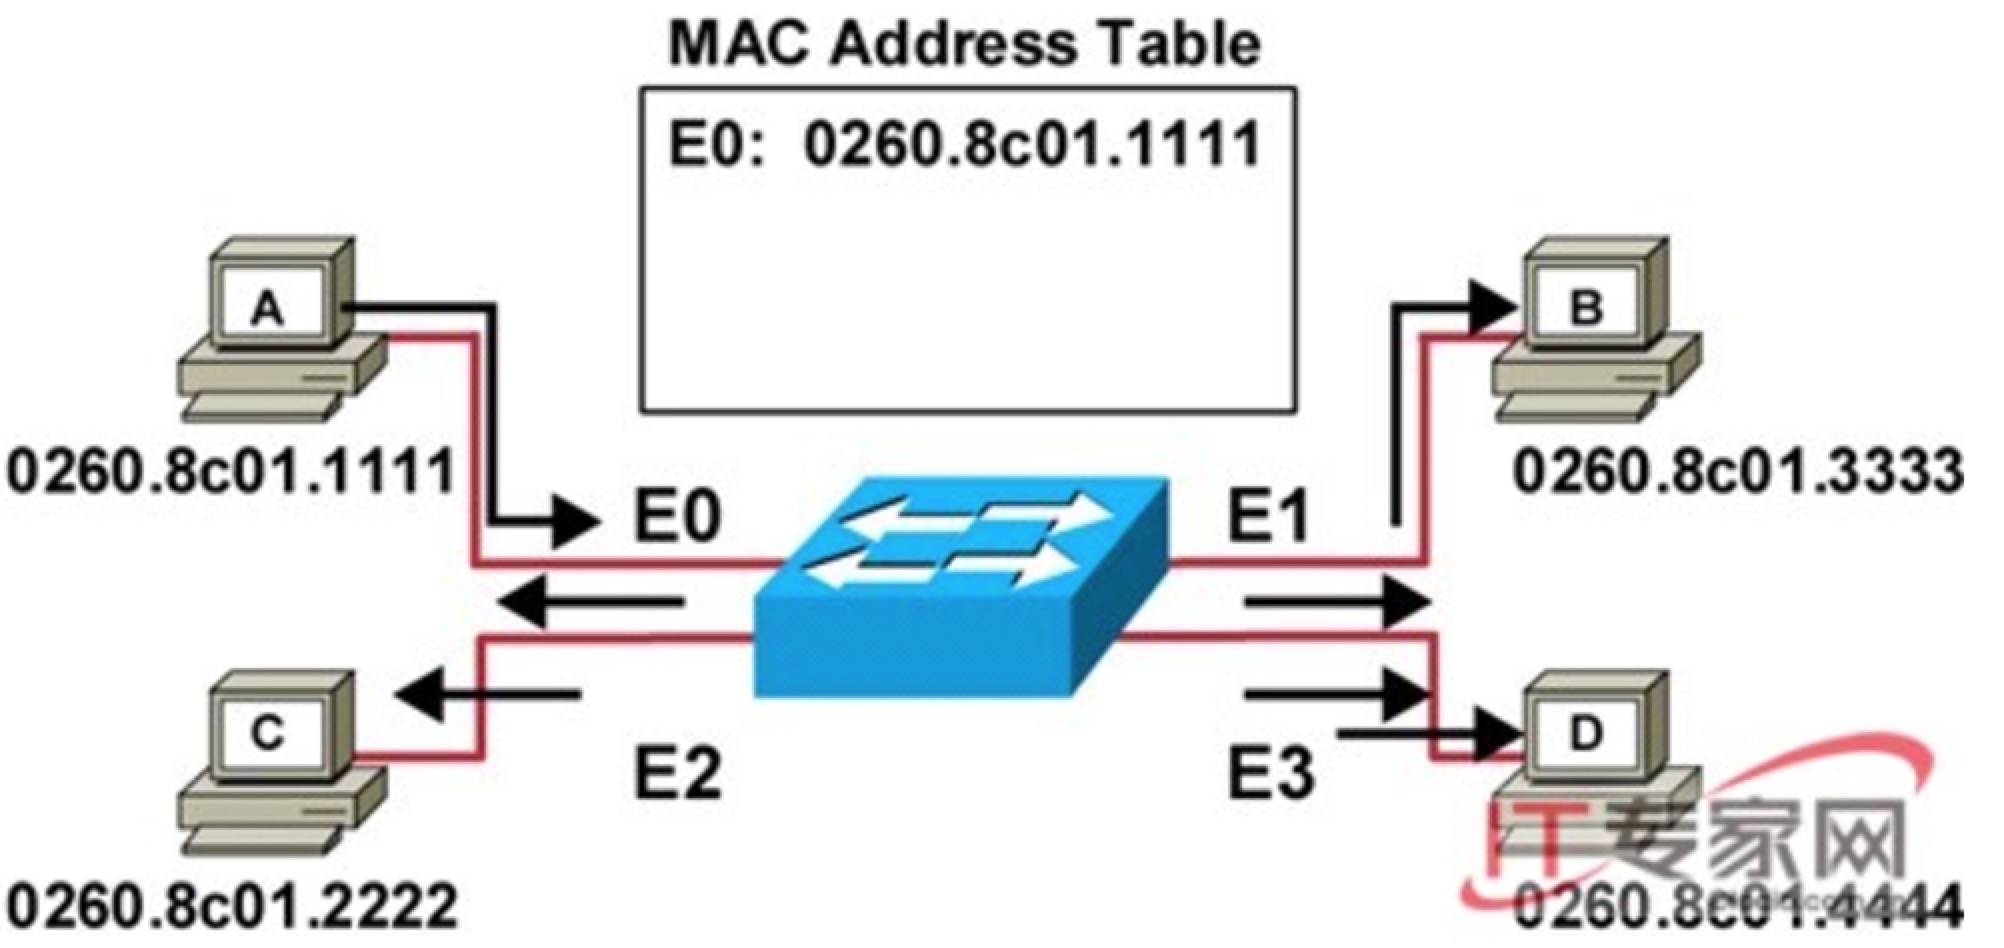 MAC Address Table
E0: 0260.8c01.1111
A
B
0260.8c01.1111
0260.8c01.3333
E0
E1
C
D
E2
E3
IT专家网
0260.8c01.2222
0260.8c01.4444